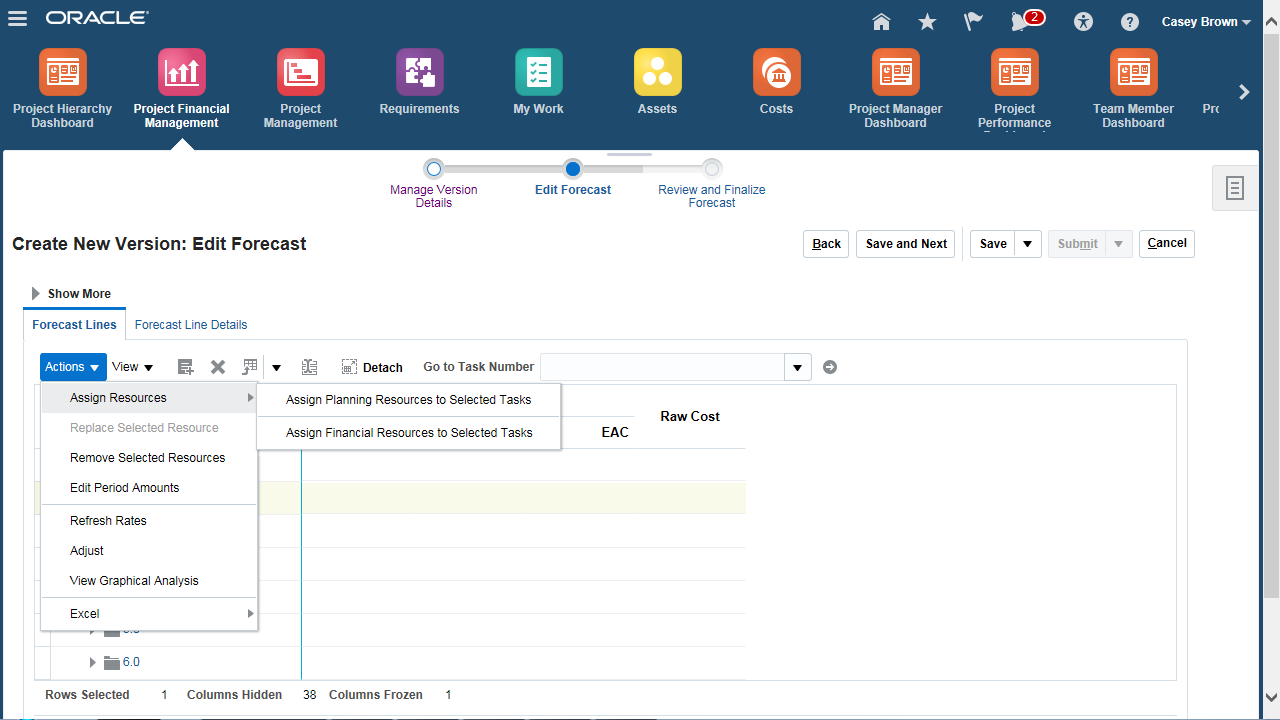 ORACLE
2
Casey Brown
Project Hierarchy
Dashboard
Project Financial
Management
Project
Management
Requirements
My Work
Assets
Costs
Project Manager
Dashboard
Project
Performance
Team Member
Dashboard
Manage Version
Details
Edit Forecast
Review and Finalize
Forecast
Create New Version: Edit Forecast
Back
Save and Next
Save
Submit
Cancel
Show More
Forecast Lines
Forecast Line Details
Actions
View
Detach
Go to Task Number
Assign Resources
Assign Planning Resources to Selected Tasks
Raw Cost
Replace Selected Resource
Assign Financial Resources to Selected Tasks
EAC
Remove Selected Resources
Edit Period Amounts
Refresh Rates
Adjust
View Graphical Analysis
Excel
6.0
Rows Selected 1 Columns Hidden 38 Columns Frozen 1